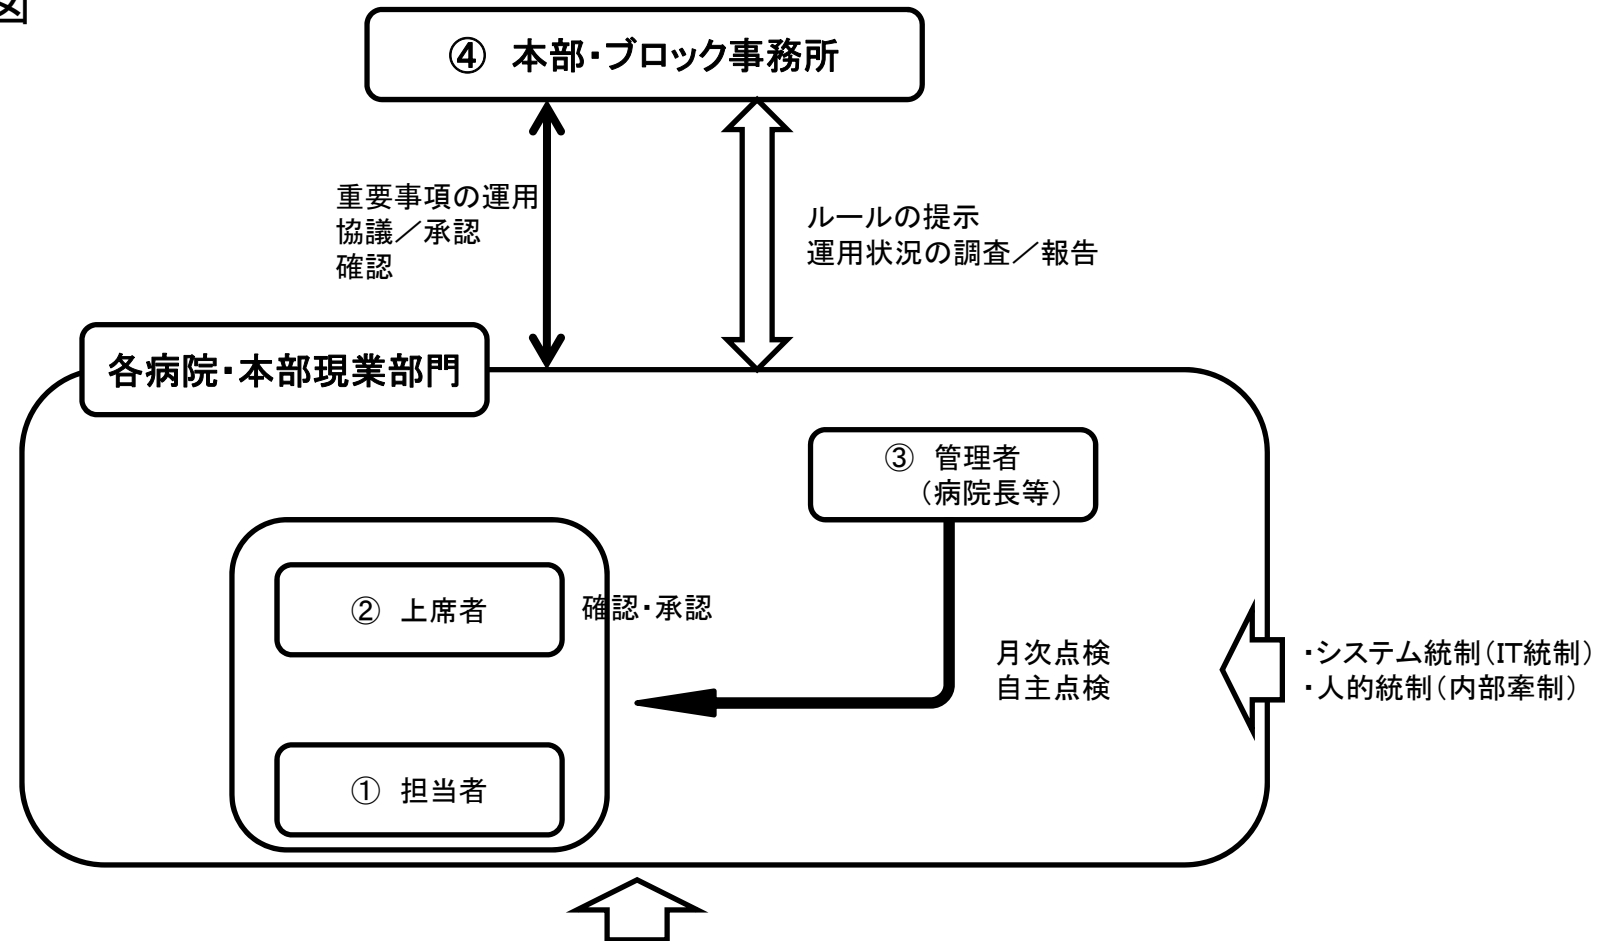 図
④ 本部・ブロック事務所
重要事項の運用
協議／承認
確認
ルールの提示
運用状況の調査／報告
各病院・本部現業部門
③ 管理者
（病院長等）
② 上席者
確認・承認
月次点検
自主点検
・システム統制（IT統制）
・人的統制（内部牽制）
① 担当者